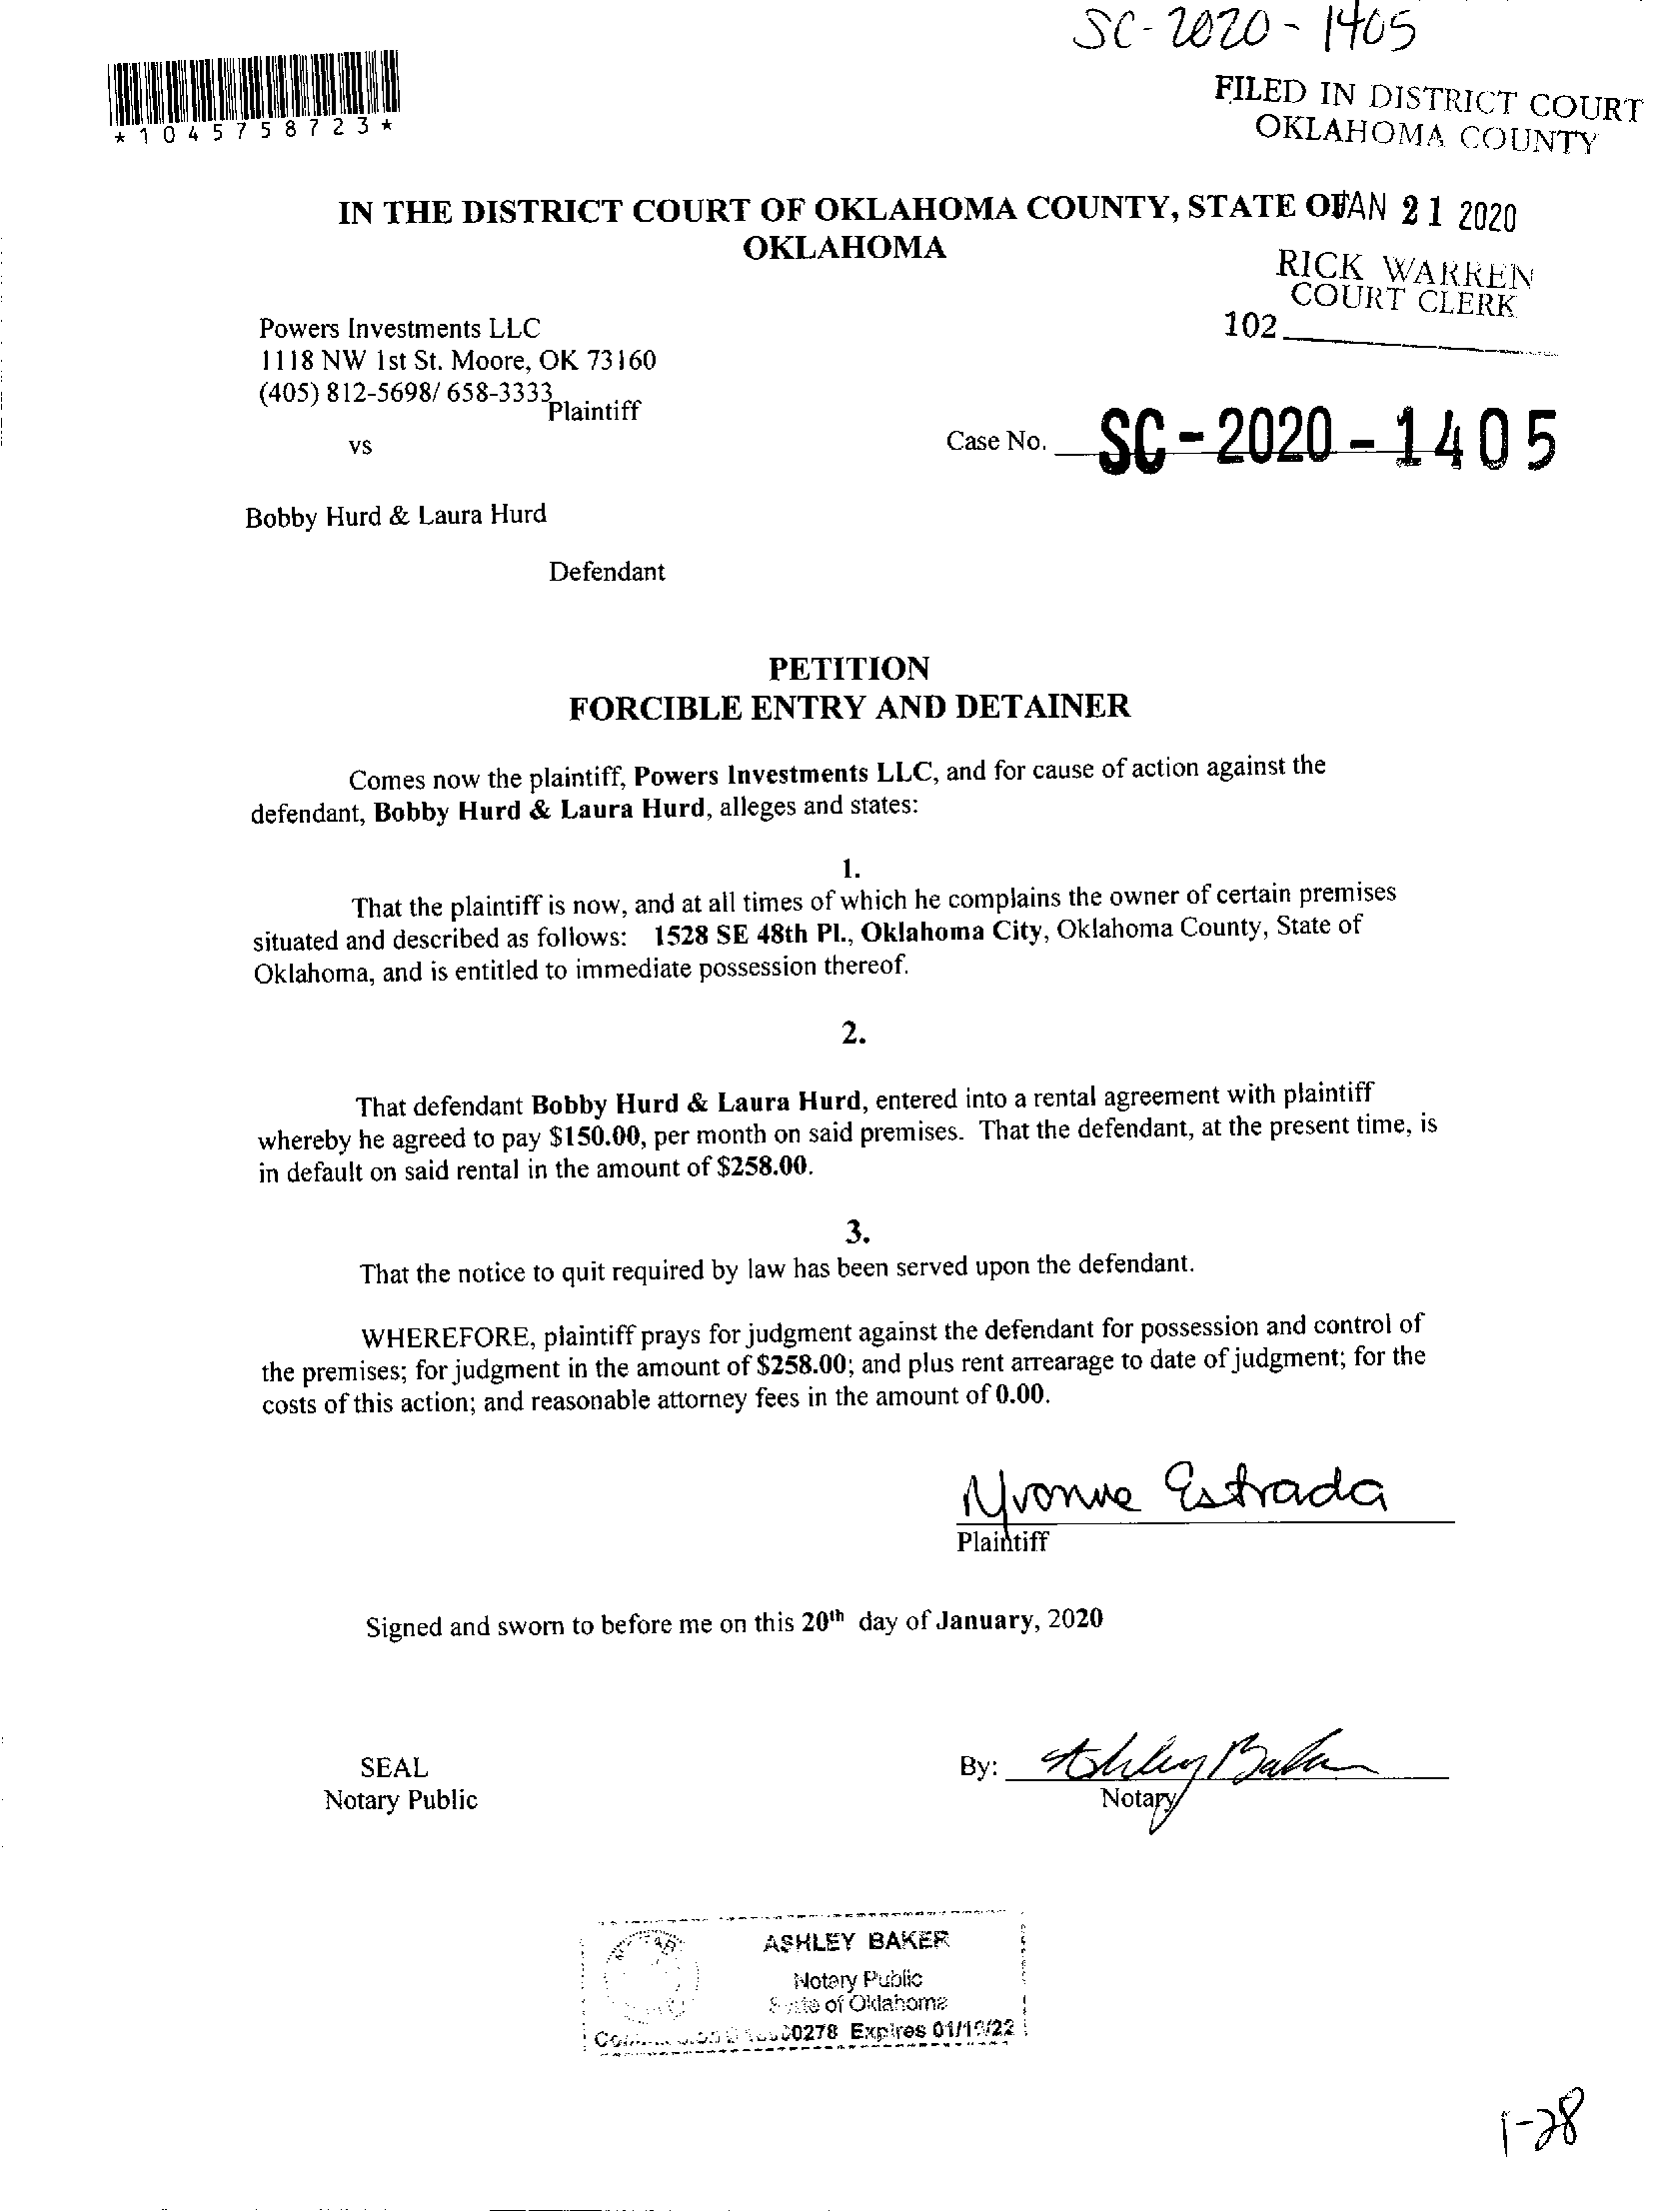 SC-2020-1405
*1045758723*
FILED IN DISTRICT COURT
OKLAHOMA COUNTY
IN THE DISTRICT COURT OF OKLAHOMA COUNTY, STATE OF
JAN 21 2020
OKLAHOMA
RICK WARREN
COURT CLERK
102
Powers Investments LLC
1118 NW 1st St. Moore, OK 73160
(405) 812-5698/ 658-3333
Plaintiff
vs
Case No. SC-2020-1405
Bobby Hurd & Laura Hurd
Defendant
PETITION
FORCIBLE ENTRY AND DETAINER
Comes now the plaintiff, Powers Investments LLC, and for cause of action against the
defendant, Bobby Hurd & Laura Hurd, alleges and states:
1.
That the plaintiff is now, and at all times of which he complains the owner of certain premises
situated and described as follows: 1528 SE 48th Pl., Oklahoma City, Oklahoma County, State of
Oklahoma, and is entitled to immediate possession thereof.
2.
That defendant Bobby Hurd & Laura Hurd, entered into a rental agreement with plaintiff
whereby he agreed to pay $150.00, per month on said premises. That the defendant, at the present time, is
in default on said rental in the amount of $258.00.
3.
That the notice to quit required by law has been served upon the defendant.
WHEREFORE, plaintiff prays for judgment against the defendant for possession and control of
the premises; for judgment in the amount of $258.00; and plus rent arrearage to date of judgment; for the
costs of this action; and reasonable attorney fees in the amount of 0.00.
Yvonne Estrada
Plaintiff
Signed and sworn to before me on this 20th day of January, 2020
SEAL
Notary Public
By: Ashley Baker
Notary
ASHLEY BAKER
Notary Public
State of Oklahoma
Expires
1-28